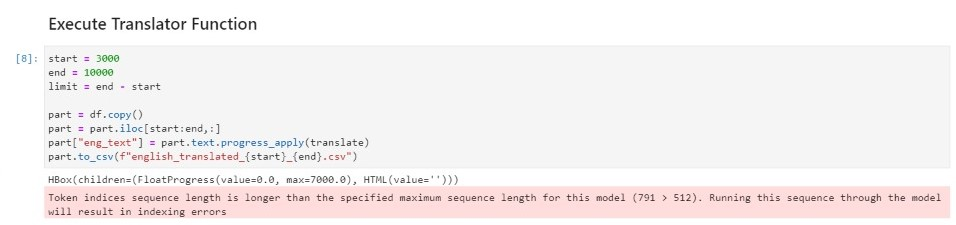 Execute Translator Function
[8]: start = 3000
end = 10000
limit = end - start
part = df.copy()
part = part.iloc[start:end,:]
part["eng_text"] = part.text.progress_apply(translate)
part.to_csv(f"english_translated_{start}_{end}.csv")
HBox(children=(FloatProgress(value=0.0, max=7000.0), HTML(value='')))
Token indices sequence length is longer than the specified maximum sequence length for this model (791 > 512). Running this sequence through the model
will result in indexing errors